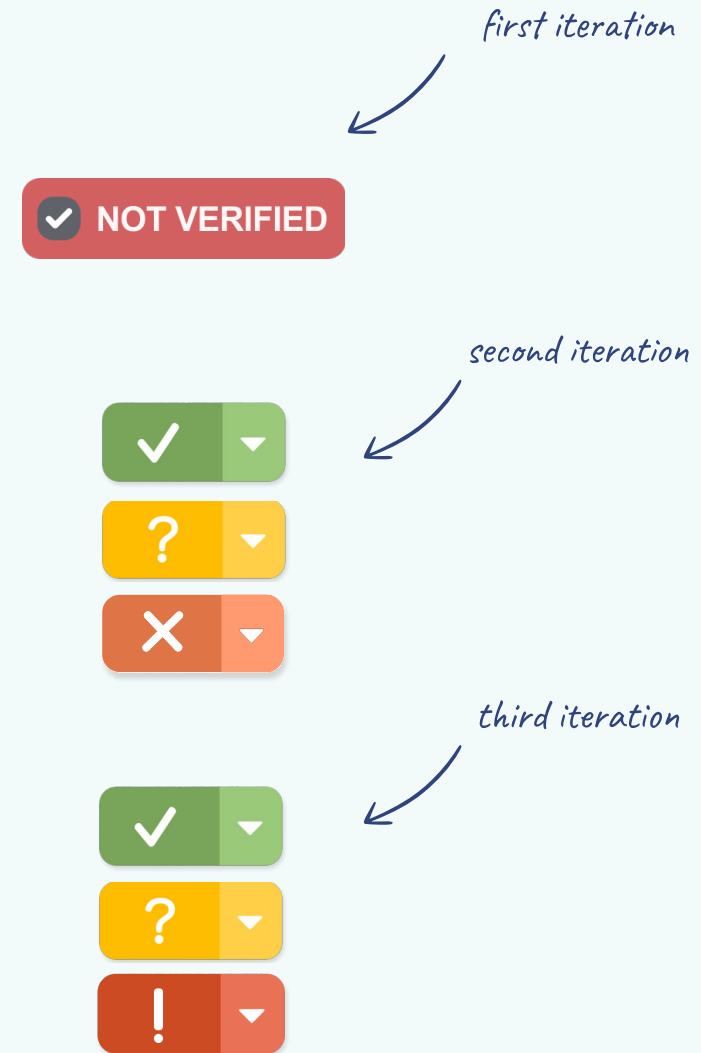 first iteration
NOT VERIFIED
second iteration
?
third iteration
?
!